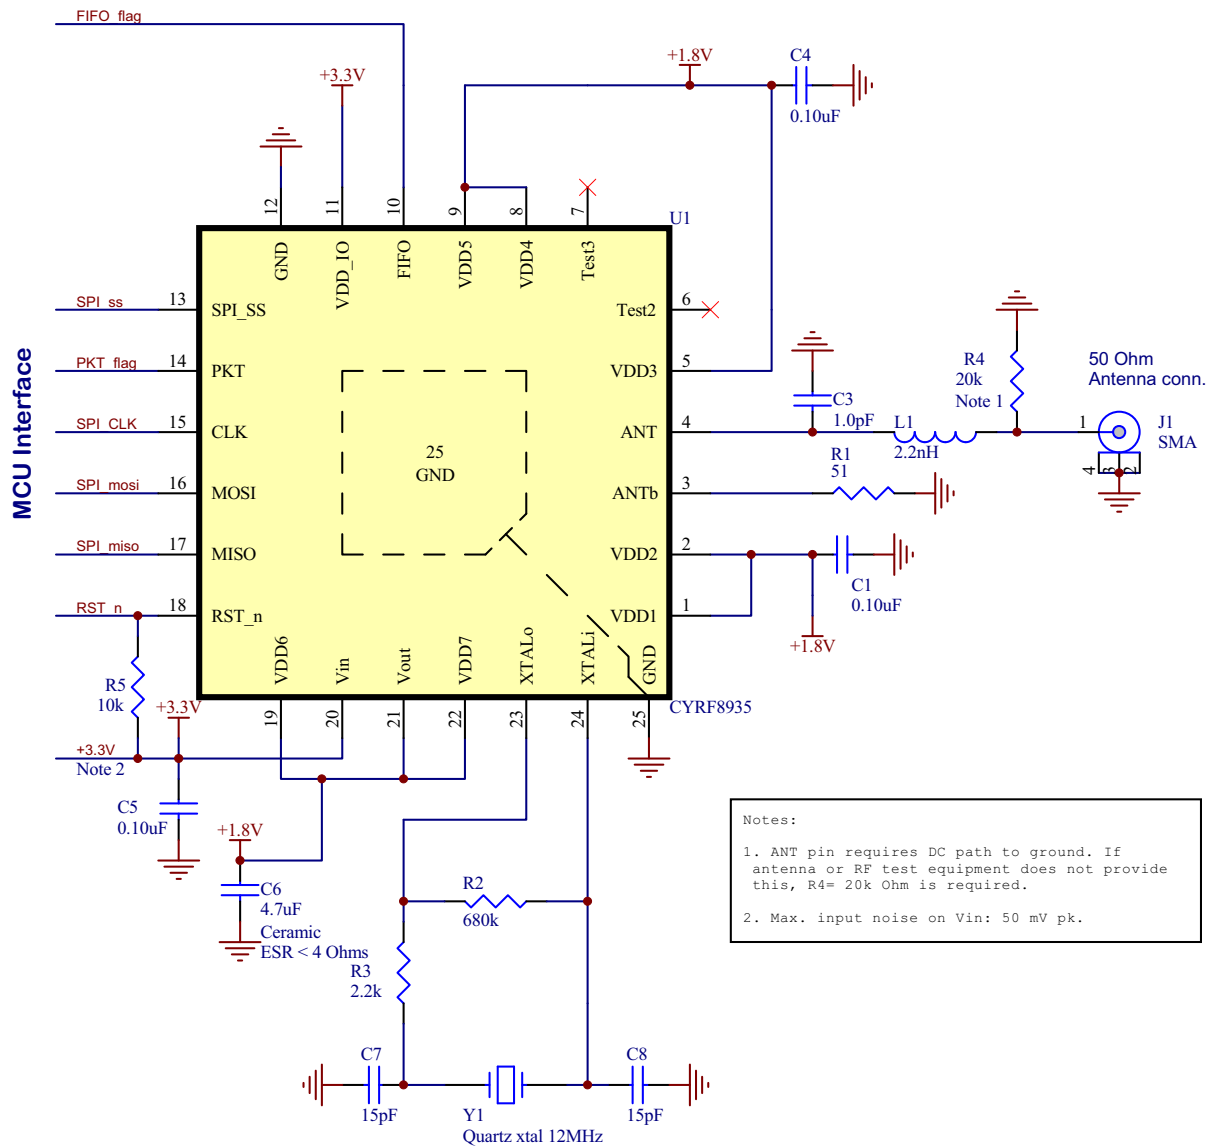 FIFO_flag
+3.3V
+1.8V
C4
0.10uF
12
11
10
9
8
7
U1
GND
VDD_IO
FIFO
VDD5
VDD4
Test3
MCU Interface
SPI_ss
13
SPI_SS
Test2
6
PKT_flag
14
PKT
VDD3
5
R4
20k
Note 1
50 Ohm
Antenna conn.
C3
1.0pF
SPI_CLK
15
CLK
ANT
4
L1
2.2nH
1
J1
SMA
4
3
2
25
GND
R1
51
SPI_mosi
16
MOSI
ANTb
3
SPI_miso
17
MISO
VDD2
2
C1
0.10uF
RST_n
18
RST_n
VDD1
1
+1.8V
VDD6
Vin
Vout
VDD7
XTALo
XTALi
GND
R5
10k
19
20
21
22
23
24
25
CYRF8935
+3.3V
+3.3V
Note 2
C5
0.10uF
+1.8V
C6
4.7uF
Ceramic
ESR < 4 Ohms
R2
680k
R3
2.2k
C7
15pF
Y1
Quartz xtal 12MHz
C8
15pF
Notes:
1. ANT pin requires DC path to ground. If
antenna or RF test equipment does not provide
this, R4= 20k Ohm is required.
2. Max. input noise on Vin: 50 mV pk.